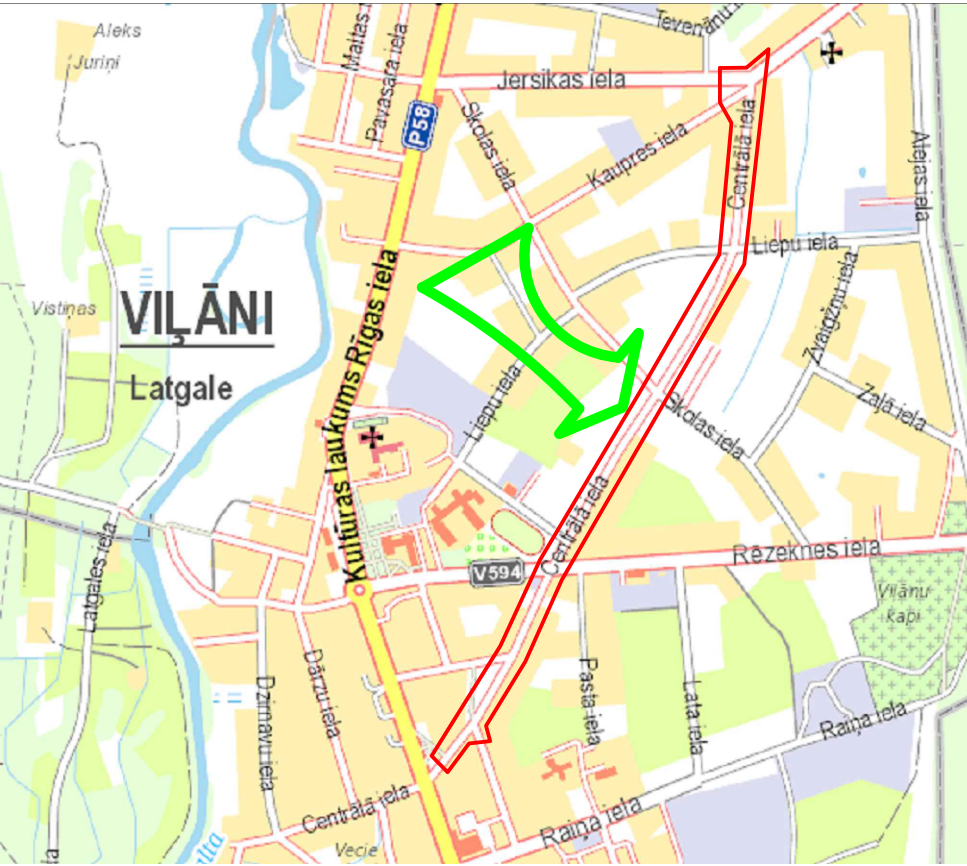 Aleks
Juriņi
Maltas
Pavasara iela
P58
Tevenānu
Jersikas iela
Skolas iela
Kaupres iela
Centrālā iela
Alejas iela
Liepu iela
Zvaigžņu iela
Vistiņas
VIĻĀNI
Latgale
Kultūras laukums Rīgas iela
Liepu iela
Skolas iela
Zaļā iela
Centrālā iela
Latgales iela
V594
Rēzeknes iela
Viļānu
kapi
Dzirnavu iela
Dārzu iela
Pasta iela
Lata iela
Raiņa iela
Centrālā iela
Raiņa iela
Vecie